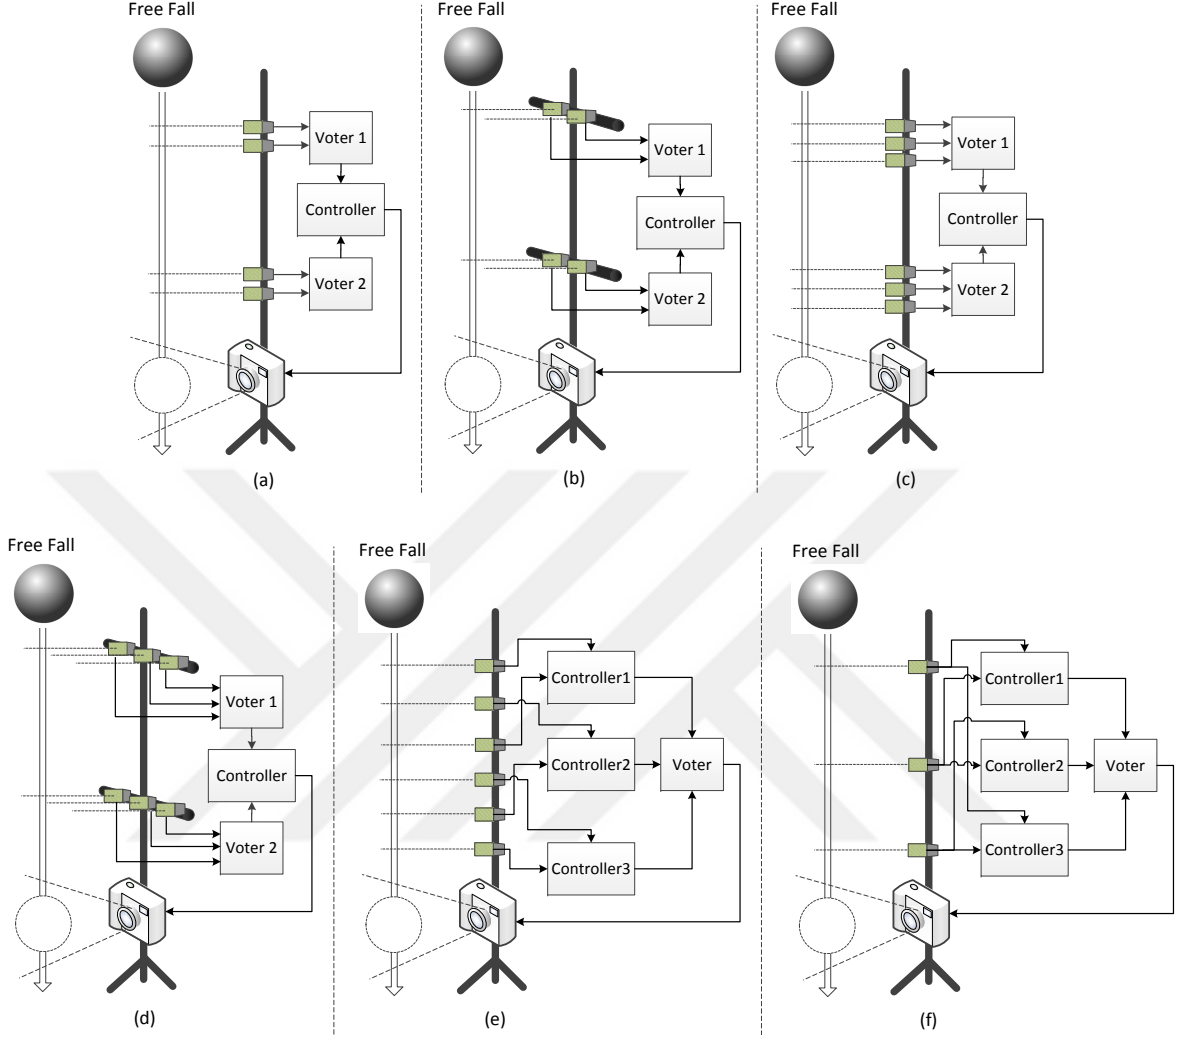 Free Fall
Voter 1
Controller
Voter 2
(a)
Free Fall
Voter 1
Controller
Voter 2
(b)
Free Fall
Voter 1
Controller
Voter 2
(c)
Free Fall
Voter 1
Controller
Voter 2
(d)
Free Fall
Controller1
Controller2
Voter
Controller3
(e)
Free Fall
Controller1
Controller2
Voter
Controller3
(f)